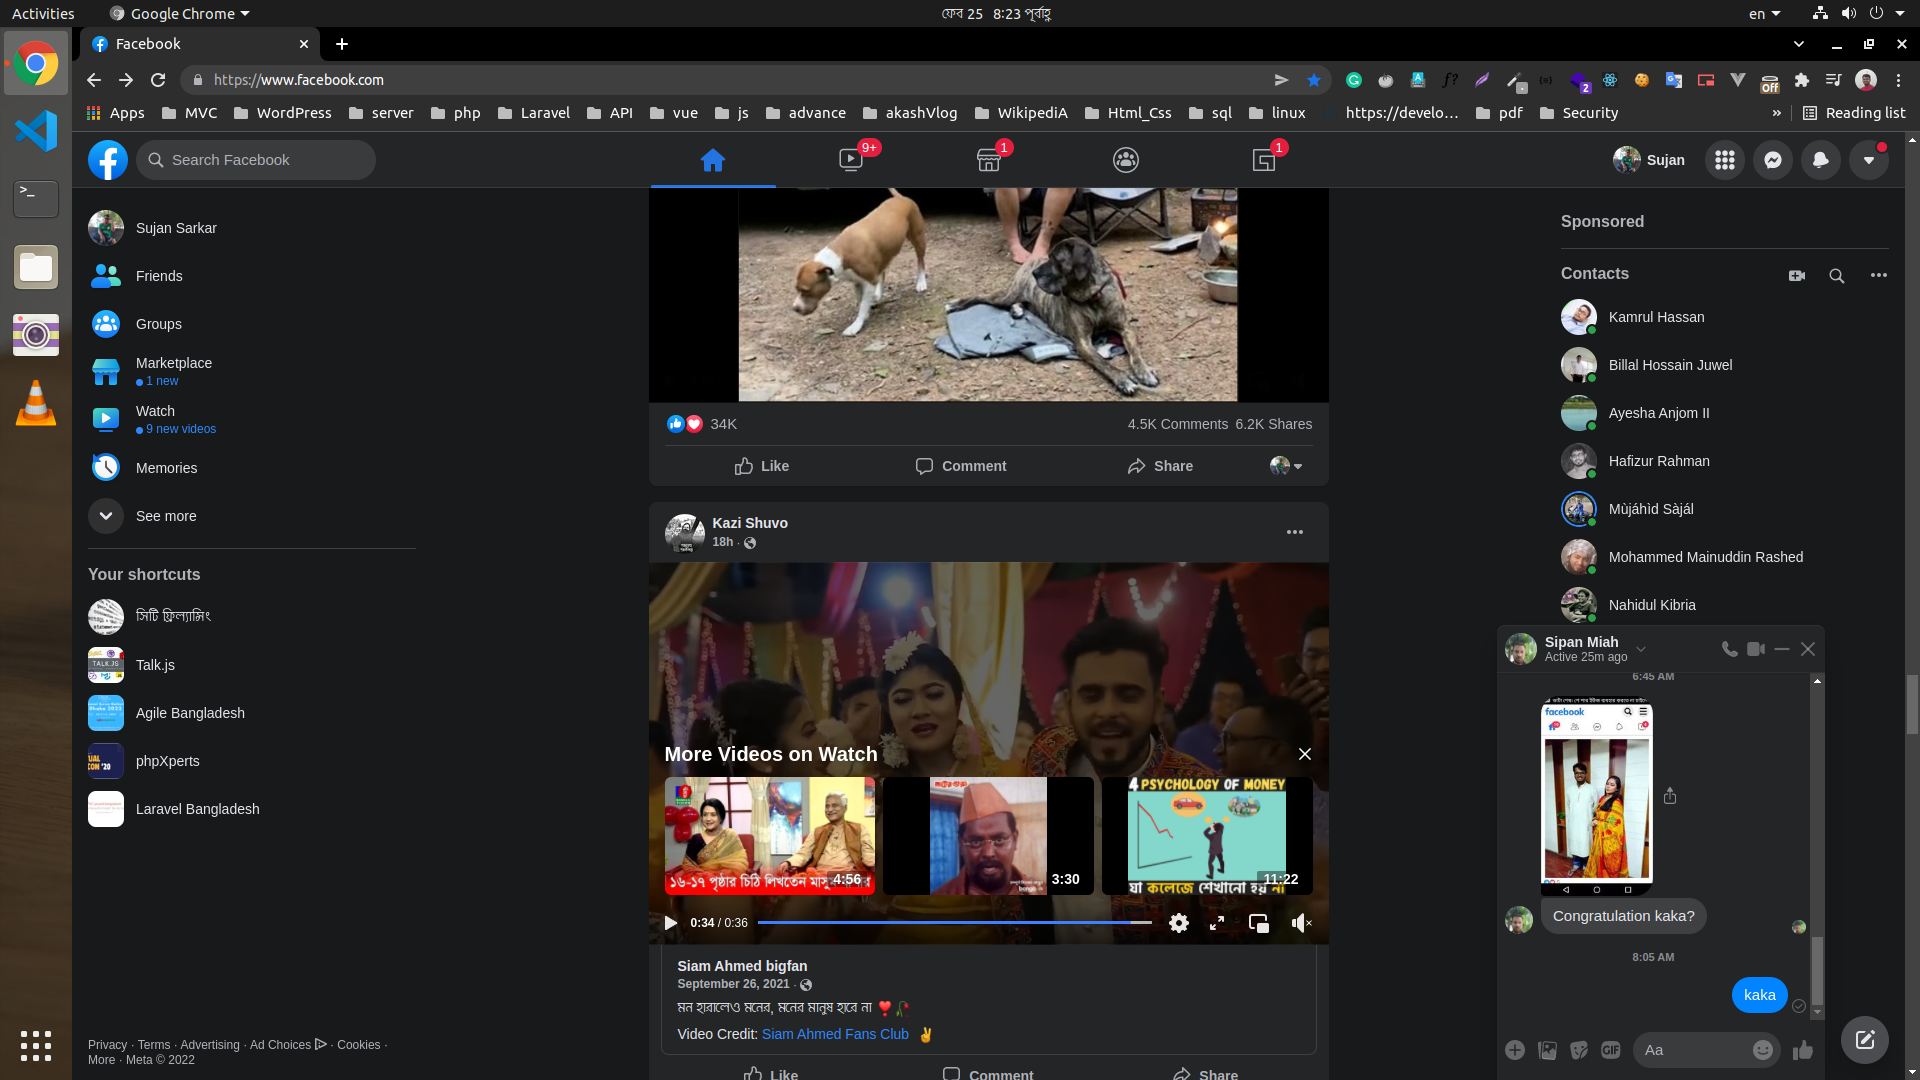 Activities
Google Chrome
ফেব 25 8:23 পূর্বাহ্ণ
en
Facebook
https://www.facebook.com
2
Off
Apps
MVC
WordPress
server
php
Laravel
API
vue
js
advance
akashVlog
WikipediA
Html_Css
sql
linux
https://develo...
pdf
Security
»
Reading list
Search Facebook
9+
1
1
Sujan
Sujan Sarkar
Friends
Groups
Marketplace
1 new
Watch
9 new videos
Memories
See more
Your shortcuts
সিটি ফ্রিল্যান্সিং
Talk.js
Agile Bangladesh
phpXperts
Laravel Bangladesh
Privacy · Terms · Advertising · Ad Choices · Cookies ·
More · Meta © 2022
34K
4.5K Comments 6.2K Shares
Like
Comment
Share
Kazi Shuvo
18h ·
More Videos on Watch
১৬-১৭ পৃষ্ঠার চিঠি লিখতেন
4:56
3:30
4 PSYCHOLOGY OF MONEY
11:22
0:34 / 0:36
Siam Ahmed bigfan
September 26, 2021 ·
মন হারালেও মনের, মনের মানুষ হারে না ❣️🥀
Video Credit: Siam Ahmed Fans Club ✌
Like
Comment
Share
Sponsored
Contacts
Kamrul Hassan
Billal Hossain Juwel
Ayesha Anjom II
Hafizur Rahman
Mùjáhìd Sàjál
Mohammed Mainuddin Rashed
Nahidul Kibria
Sipan Miah
Active 25m ago
6:45 AM
facebook
Congratulation kaka?
8:05 AM
kaka
GIF
Aa